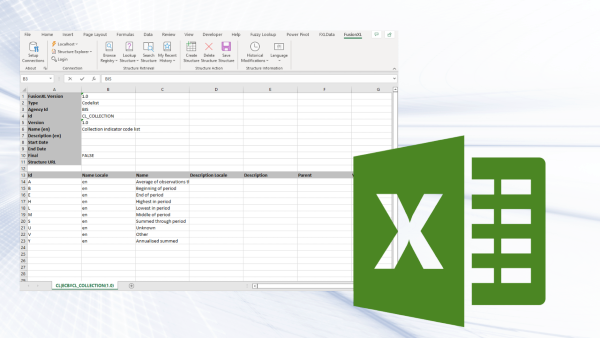 File Home Insert Page Layout Formulas Data Review View Developer Help Fuzzy Lookup Power Pivot FXLData FusionXL
Setup Connections
Localhost
Structure Explorer
Login
Browse Registry
Lookup Structure
Search Structure
My Recent History
Create Structure
Delete Structure
Save Structure
Historical Modifications
Language
About Connection Structure Retrieval Structure Action Structure Information
B3 BIS
A B C D E F G
1 FusionXL Version 1.0
2 Type Codelist
3 Agency Id BIS
4 Id CL_COLLECTION
5 Version 1.0
6 Name (en) Collection indicator code list
7 Description (en)
8 Start Date
9 End Date
10 Final FALSE
11 Structure URL
12
13 Id Name Locale Name Description Locale Description Parent
14 A en Average of observations
15 B en Beginning of period
16 E en End of period
17 H en Highest in period
18 L en Lowest in period
19 M en Middle of period
20 S en Summed through period
21 U en Unknown
22 V en Other
23 Y en Annualised summed
24
25
26
27
28
X